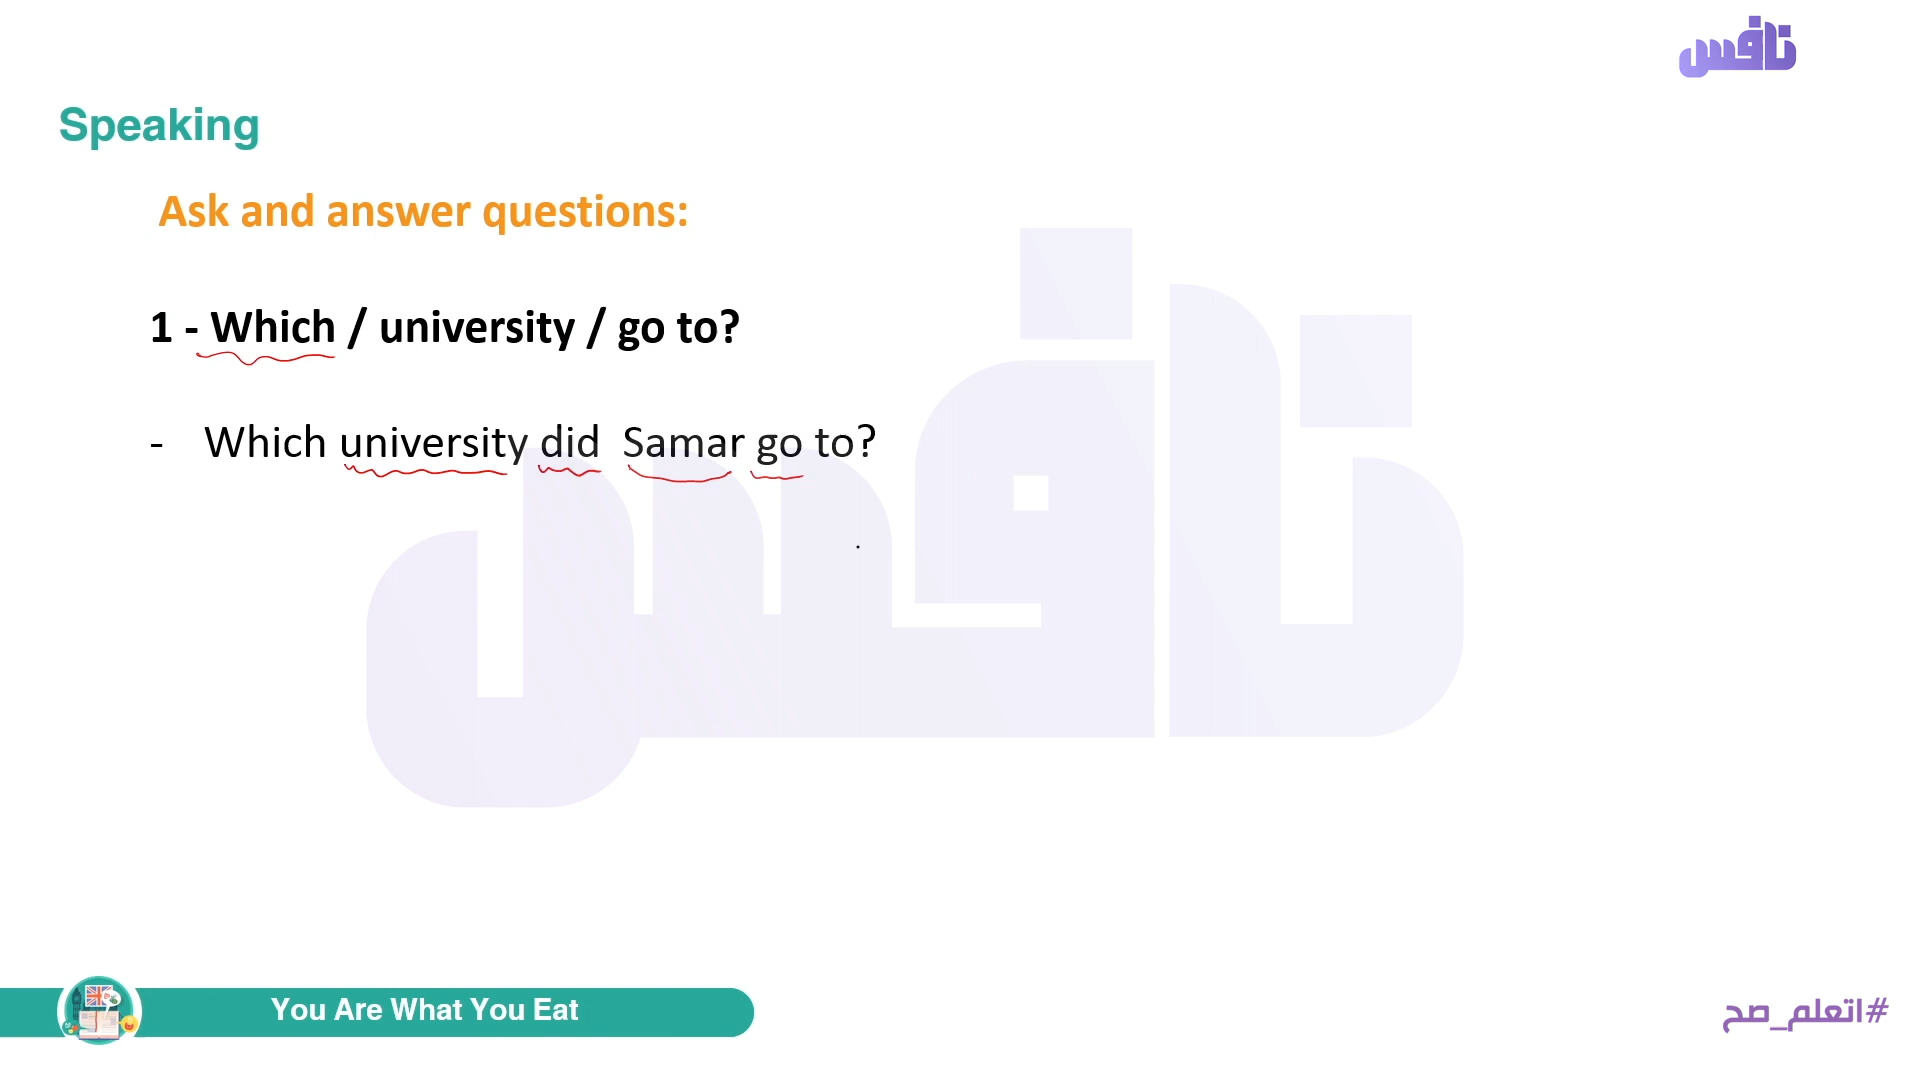 نافس
Speaking
Ask and answer questions:
1 - Which / university / go to?
- Which university did Samar go to?
You Are What You Eat
#اتعلم_صح